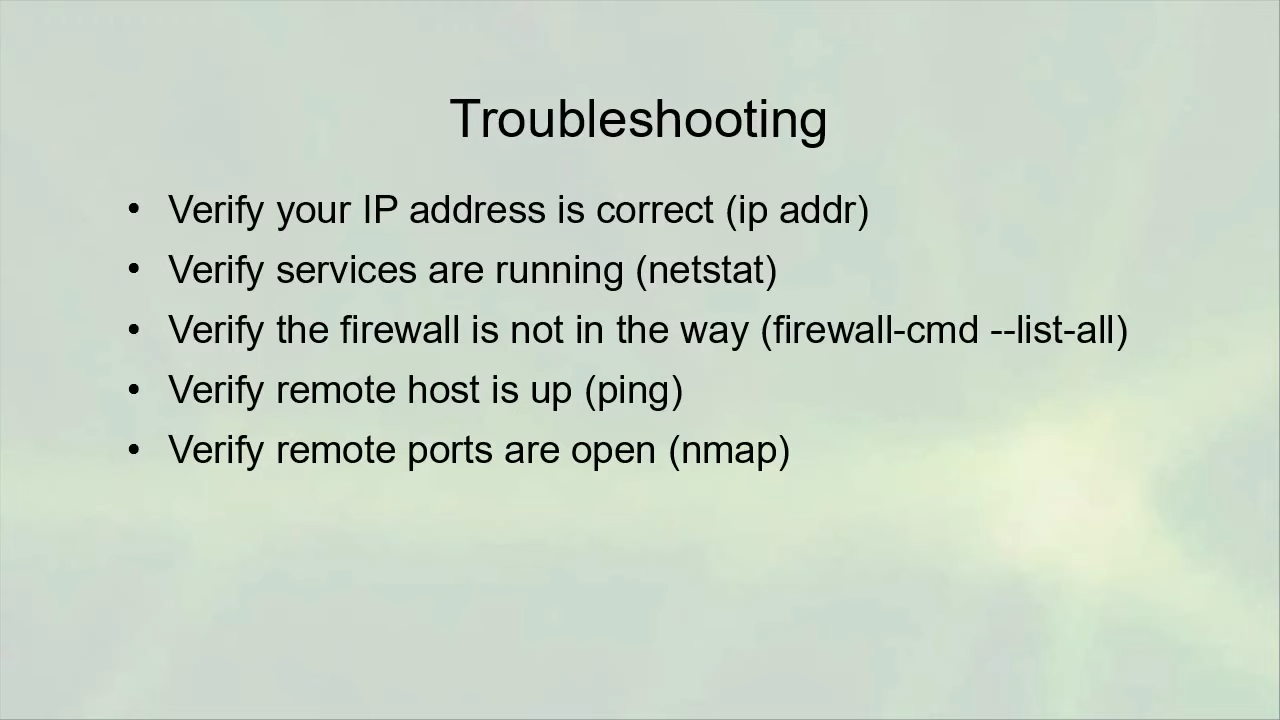 Troubleshooting
• Verify your IP address is correct (ip addr)
• Verify services are running (netstat)
• Verify the firewall is not in the way (firewall-cmd --list-all)
• Verify remote host is up (ping)
• Verify remote ports are open (nmap)